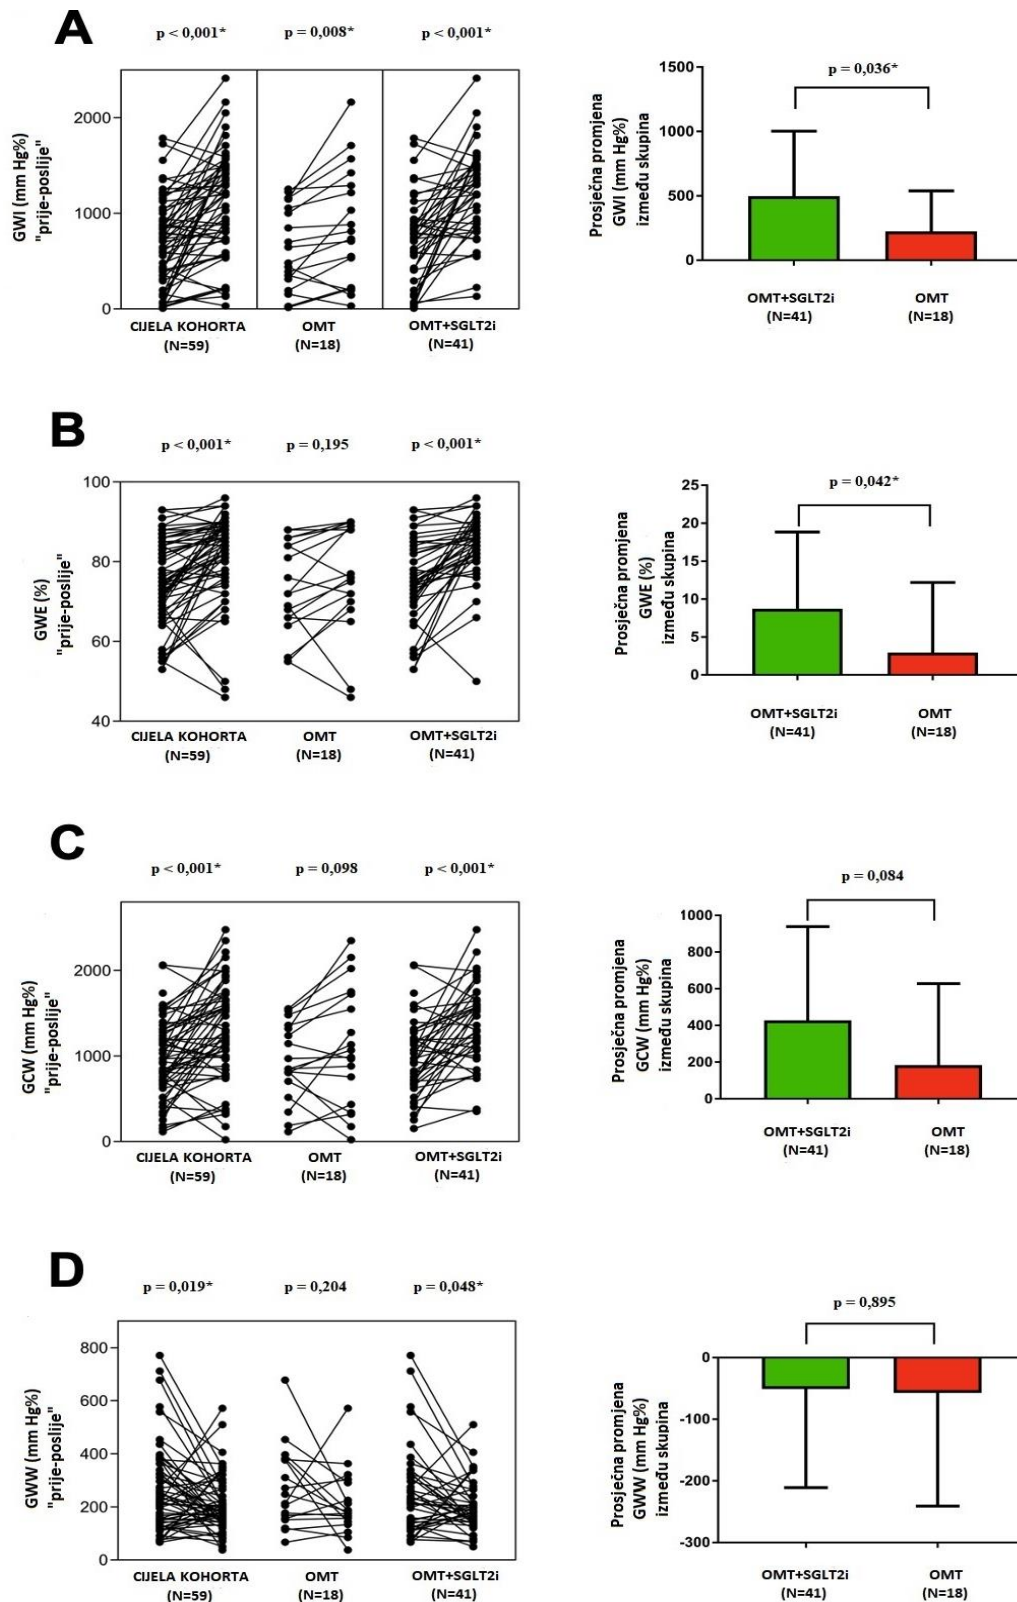 A
p < 0,001*
p = 0,008*
p < 0,001*
GWI (mm Hg%)
"prije-poslije"
2000
1000
0
CIJELA KOHORTA
(N=59)
OMT
(N=18)
OMT+SGLT2i
(N=41)
p = 0,036*
Prosječna promjena
GWI (mm Hg%)
između skupina
1500
1000
500
0
OMT+SGLT2i
(N=41)
OMT
(N=18)
B
p < 0,001*
p = 0,195
p < 0,001*
GWE (%)
"prije-poslije"
100
80
60
40
CIJELA KOHORTA
(N=59)
OMT
(N=18)
OMT+SGLT2i
(N=41)
p = 0,042*
Prosječna promjena
GWE (%)
između skupina
25
20
15
10
5
0
OMT+SGLT2i
(N=41)
OMT
(N=18)
C
p < 0,001*
p = 0,098
p < 0,001*
GCW (mm Hg%)
"prije-poslije"
2000
1000
0
CIJELA KOHORTA
(N=59)
OMT
(N=18)
OMT+SGLT2i
(N=41)
p = 0,084
Prosječna promjena
GCW (mm Hg%)
između skupina
1000
800
600
400
200
0
OMT+SGLT2i
(N=41)
OMT
(N=18)
D
p = 0,019*
p = 0,204
p = 0,048*
GWW (mm Hg%)
"prije-poslije"
800
600
400
200
0
CIJELA KOHORTA
(N=59)
OMT
(N=18)
OMT+SGLT2i
(N=41)
p = 0,895
Prosječna promjena
GWW (mm Hg%)
između skupina
0
-100
-200
-300
OMT+SGLT2i
(N=41)
OMT
(N=18)